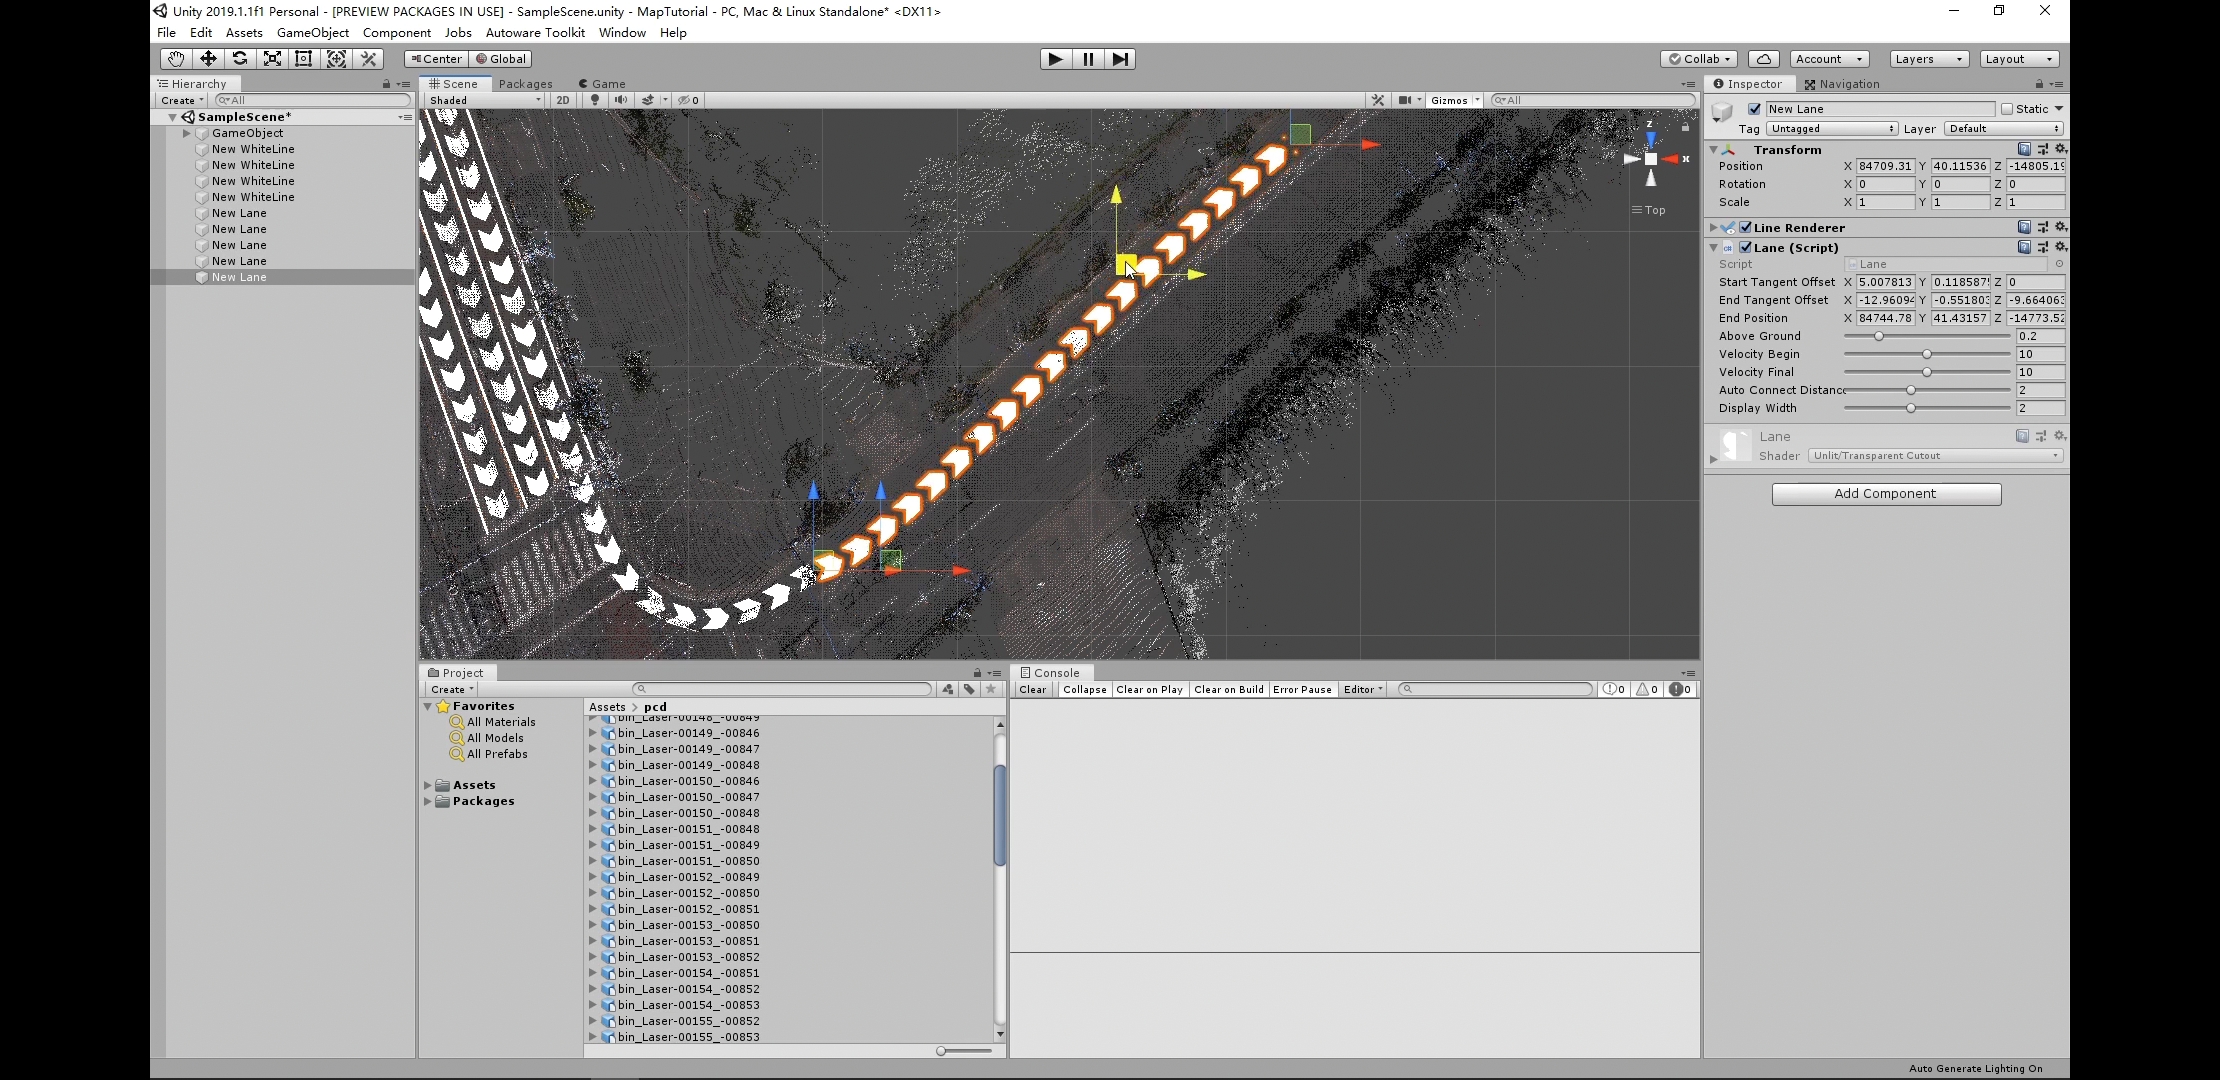 Unity 2019.1.1f1 Personal - [PREVIEW PACKAGES IN USE] - SampleScene.unity - MapTutorial - PC, Mac & Linux Standalone* <DX11>
File Edit Assets GameObject Component Jobs Autoware Toolkit Window Help
Center Global
Collab Account Layers Layout
Hierarchy
Create All
SampleScene*
GameObject
New WhiteLine
New WhiteLine
New WhiteLine
New WhiteLine
New Lane
New Lane
New Lane
New Lane
New Lane
Scene Packages Game
Shaded 2D 0 Gizmos All
z
x
Top
Inspector Navigation
New Lane Static
Tag Untagged Layer Default
Transform
Position X 84709.31 Y 40.11536 Z -14805.19
Rotation X 0 Y 0 Z 0
Scale X 1 Y 1 Z 1
Line Renderer
Lane (Script)
Script Lane
Start Tangent Offset X 5.007813 Y 0.118587 Z 0
End Tangent Offset X -12.96094 Y -0.551803 Z -9.664063
End Position X 84744.78 Y 41.43157 Z -14773.52
Above Ground 0.2
Velocity Begin 10
Velocity Final 10
Auto Connect Distanc 2
Display Width 2
Lane
Shader Unlit/Transparent Cutout
Add Component
Project
Create
Favorites
All Materials
All Models
All Prefabs
Assets
Packages
Assets > pcd
bin_Laser-00148_-00849
bin_Laser-00149_-00846
bin_Laser-00149_-00847
bin_Laser-00149_-00848
bin_Laser-00150_-00846
bin_Laser-00150_-00847
bin_Laser-00150_-00848
bin_Laser-00151_-00848
bin_Laser-00151_-00849
bin_Laser-00151_-00850
bin_Laser-00152_-00849
bin_Laser-00152_-00850
bin_Laser-00152_-00851
bin_Laser-00153_-00850
bin_Laser-00153_-00851
bin_Laser-00153_-00852
bin_Laser-00154_-00851
bin_Laser-00154_-00852
bin_Laser-00154_-00853
bin_Laser-00155_-00852
bin_Laser-00155_-00853
Console
Clear Collapse Clear on Play Clear on Build Error Pause Editor 0 0 0
Auto Generate Lighting On